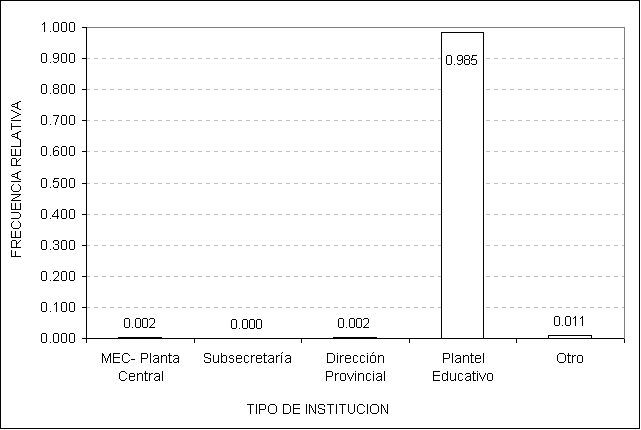 1.000
0.900
0.800
0.700
0.600
0.500
0.400
0.300
0.200
0.100
0.000
FRECUENCIA RELATIVA
0.002
0.000
0.002
0.985
0.011
MEC- Planta
Central
Subsecretaría
Dirección
Provincial
Plantel
Educativo
Otro
TIPO DE INSTITUCION